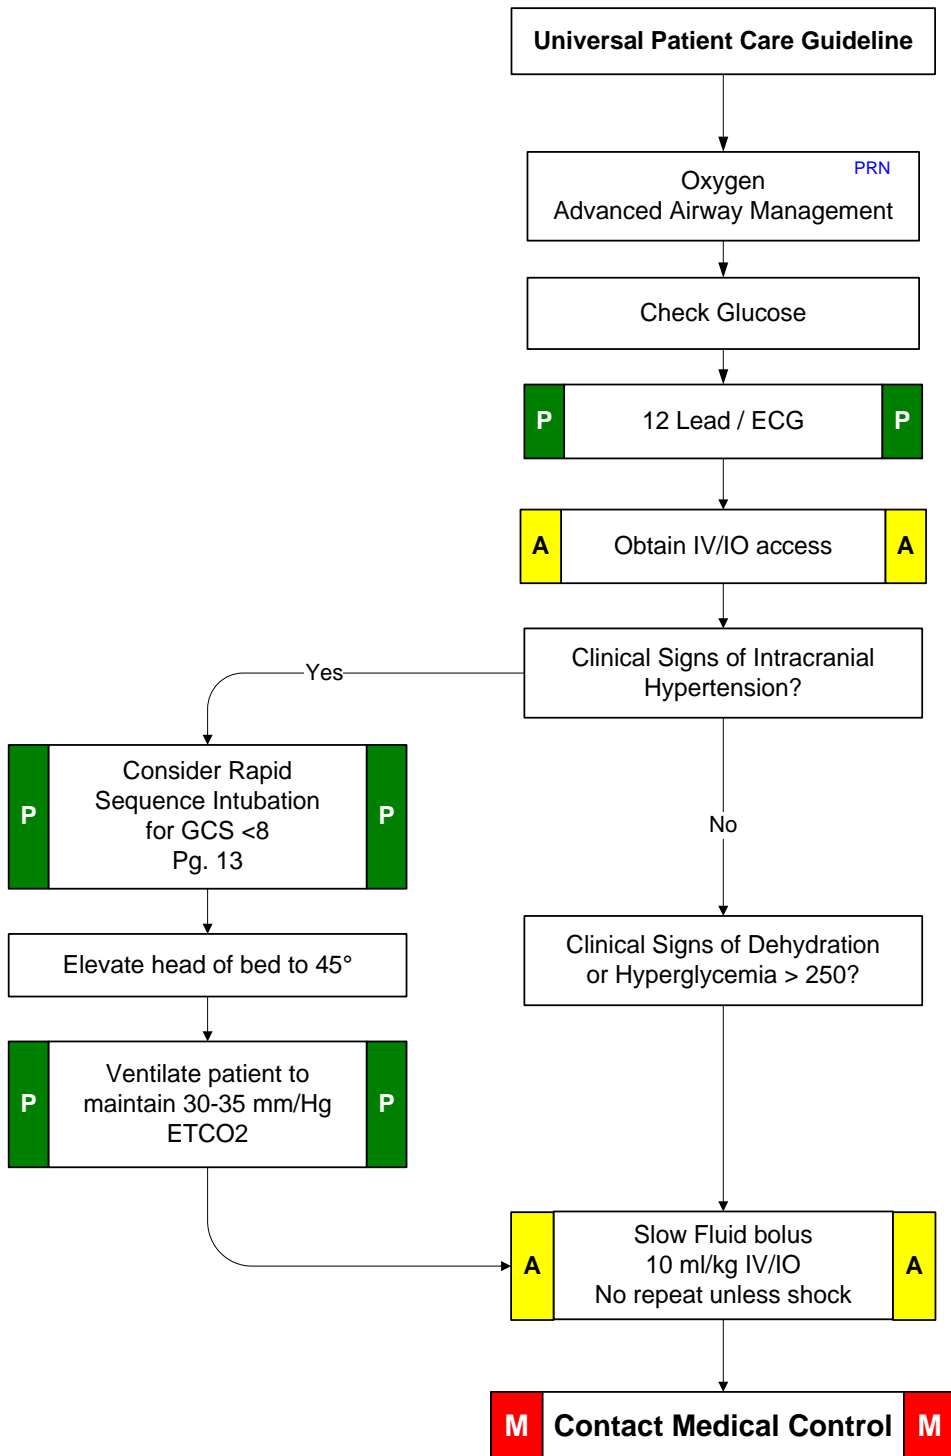 Universal Patient Care Guideline
PRN
Oxygen
Advanced Airway Management
Check Glucose
P 12 Lead / ECG P
A Obtain IV/IO access A
Clinical Signs of Intracranial
Hypertension?
Yes
Consider Rapid
Sequence Intubation
P for GCS <8 P
Pg. 13
No
Elevate head of bed to 45°
Clinical Signs of Dehydration
or Hyperglycemia > 250?
Ventilate patient to
P maintain 30-35 mm/Hg P
ETCO2
Slow Fluid bolus
A 10 ml/kg IV/IO A
No repeat unless shock
M Contact Medical Control M